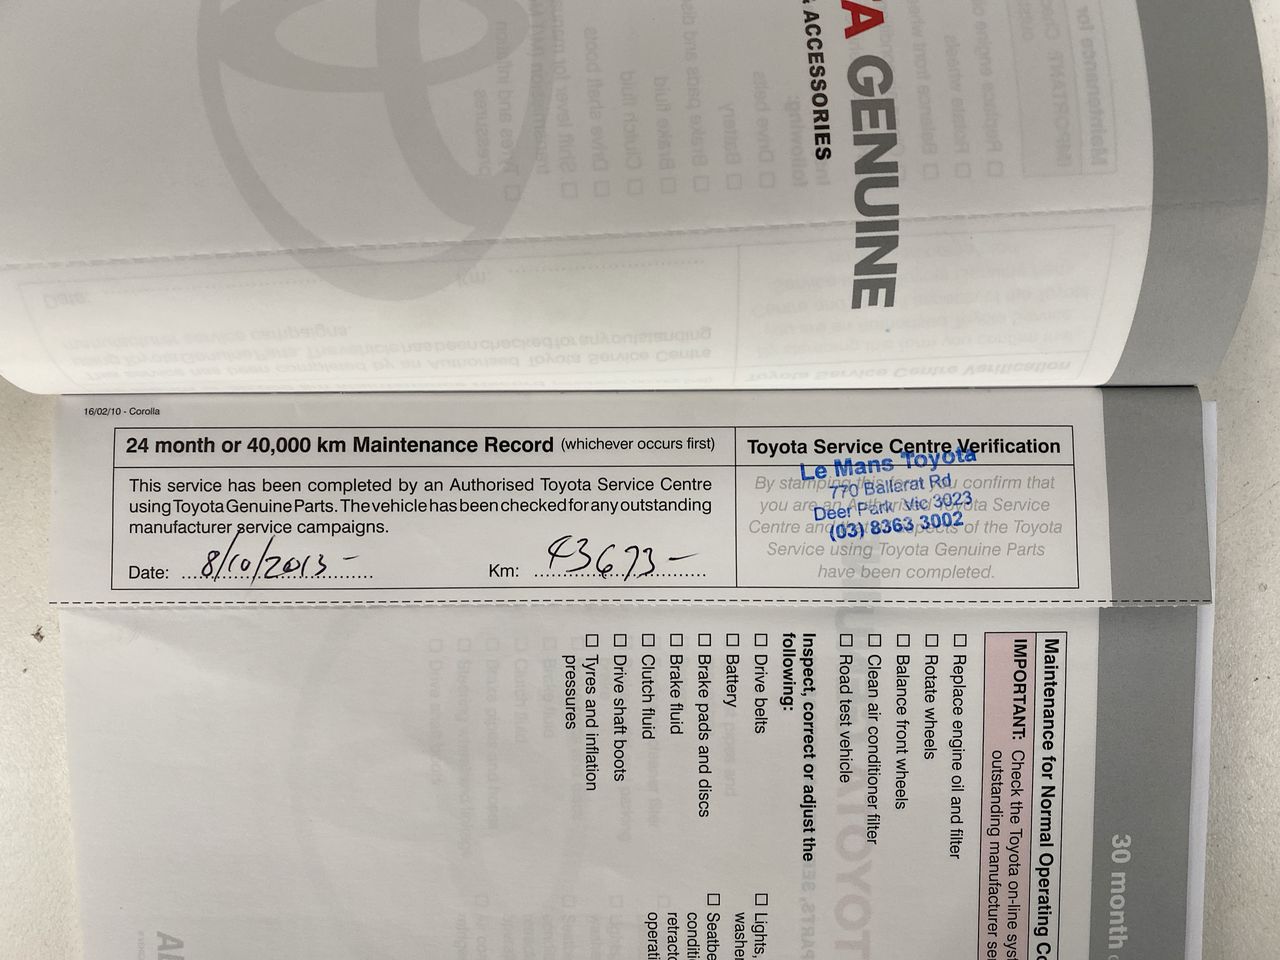 A GENUINE
ACCESSORIES
16/02/10 - Corolla
24 month or 40,000 km Maintenance Record (whichever occurs first)
This service has been completed by an Authorised Toyota Service Centre
using Toyota Genuine Parts. The vehicle has been checked for any outstanding
manufacturer service campaigns.
Date: 8/10/2013 -
Km: 43673 -
Toyota Service Centre Verification
Le Mans Toyota
770 Ballarat Rd
Deer Park Vic 3023
(03) 8363 3002
By stamping this confirm that
you are an Authorised Toyota Service
Centre and that aspects of the Toyota
Service using Toyota Genuine Parts
have been completed.
30 month
Maintenance for Normal Operating Co
IMPORTANT: Check the Toyota on-line syst
outstanding manufacturer ser
☐ Replace engine oil and filter
☐ Rotate wheels
☐ Balance front wheels
☐ Clean air conditioner filter
☐ Road test vehicle
Inspect, correct or adjust the
following:
☐ Drive belts
☐ Battery
☐ Brake pads and discs
☐ Brake fluid
☐ Clutch fluid
☐ Drive shaft boots
☐ Tyres and inflation
pressures
☐ Lights,
washer
☐ Seatbe
conditi
retracto
operati